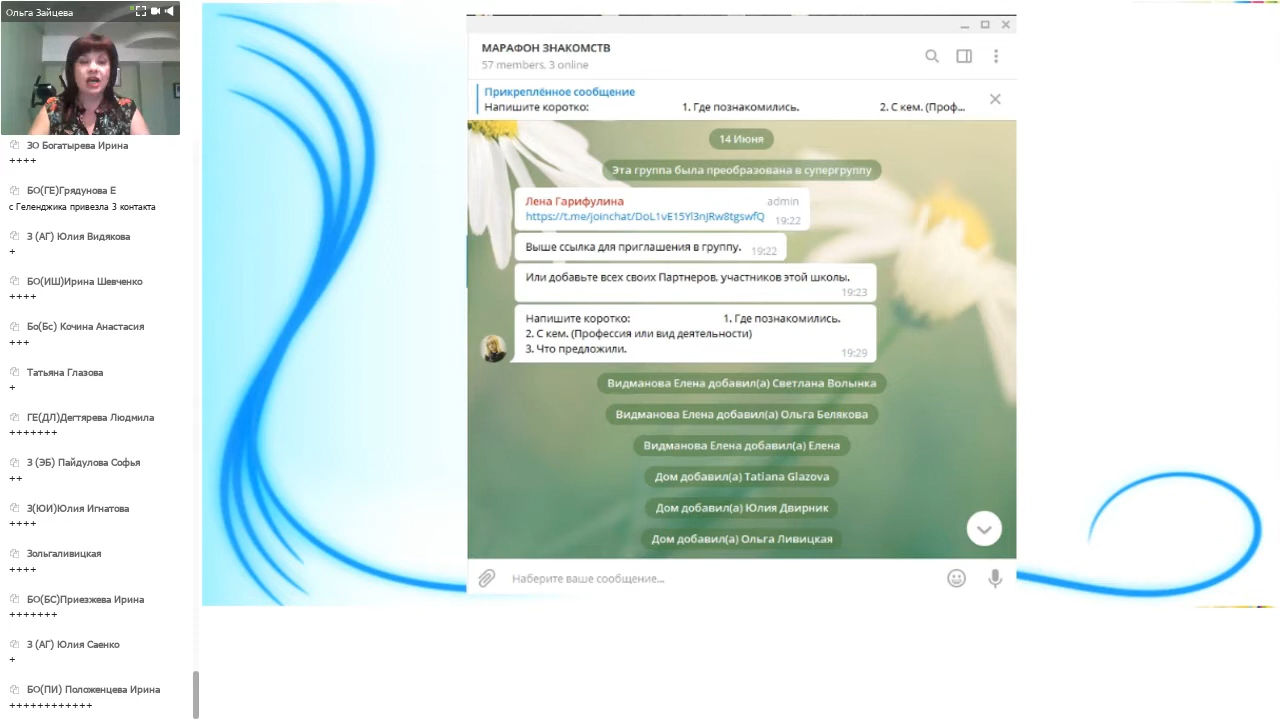 Ольга Зайцева
ЗО Богатырева Ирина
++++
БО(ГЕ)Грядунова Е
с Геленджика привезла 3 контакта
З (АГ) Юлия Видякова
+
БО(ИШ)Ирина Шевченко
++++
Бо(Бс) Кочина Анастасия
+++
Татьяна Глазова
+
ГЕ(ДЛ)Дегтярева Людмила
+++++++
З (ЭБ) Пайдулова Софья
++
З(ЮИ)Юлия Игнатова
++++
Зольгаливицкая
++++
БО(БС)Приезжева Ирина
+++++++
З (АГ) Юлия Саенко
+
БО(ПИ) Положенцева Ирина
++++++++++++
МАРАФОН ЗНАКОМСТВ
57 members, 3 online
Прикреплённое сообщение
Напишите коротко: 1. Где познакомились. 2. С кем. (Проф...
14 Июня
Эта группа была преобразована в супергруппу
Лена Гарифулина admin
https://t.me/joinchat/DoL1vE15Yl3nJRw8tgswfQ 19:22
Выше ссылка для приглашения в группу. 19:22
Или добавьте всех своих Партнеров, участников этой школы.
19:23
Напишите коротко: 1. Где познакомились.
2. С кем. (Профессия или вид деятельности)
3. Что предложили. 19:29
Видманова Елена добавил(а) Светлана Волынка
Видманова Елена добавил(а) Ольга Белякова
Видманова Елена добавил(а) Елена
Дом добавил(а) Tatiana Glazova
Дом добавил(а) Юлия Двирник
Дом добавил(а) Ольга Ливицкая
Наберите ваше сообщение...